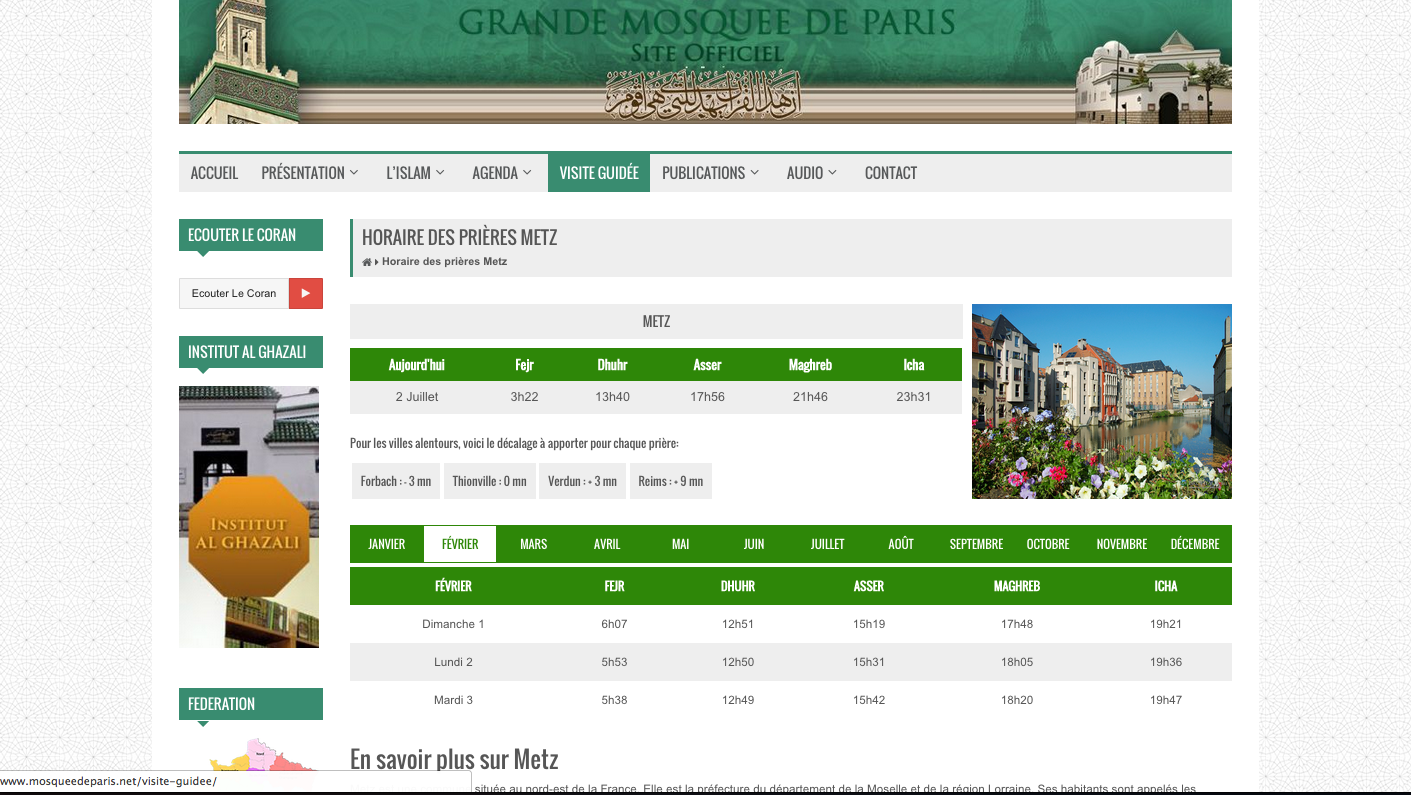 GRANDE MOSQUEE DE PARIS
SITE OFFICIEL
ACCUEIL PRÉSENTATION L'ISLAM AGENDA VISITE GUIDÉE PUBLICATIONS AUDIO CONTACT
ECOUTER LE CORAN
Ecouter Le Coran
INSTITUT AL GHAZALI
INSTITUT
AL GHAZALI
FEDERATION
HORAIRE DES PRIÈRES METZ
Horaire des prières Metz
METZ
Aujourd'hui Fejr Dhuhr Asser Maghreb Icha
2 Juillet 3h22 13h40 17h56 21h46 23h31
Pour les villes alentours, voici le décalage à apporter pour chaque prière:
Forbach : - 3 mn Thionville : 0 mn Verdun : + 3 mn Reims : + 9 mn
JANVIER FÉVRIER MARS AVRIL MAI JUIN JUILLET AOÛT SEPTEMBRE OCTOBRE NOVEMBRE DÉCEMBRE
FÉVRIER FEJR DHUHR ASSER MAGHREB ICHA
Dimanche 1 6h07 12h51 15h19 17h48 19h21
Lundi 2 5h53 12h50 15h31 18h05 19h36
Mardi 3 5h38 12h49 15h42 18h20 19h47
En savoir plus sur Metz
située au nord-est de la France. Elle est la préfecture du département de la Moselle et de la région Lorraine. Ses habitants sont appelés les
www.mosqueedeparis.net/visite-guidee/